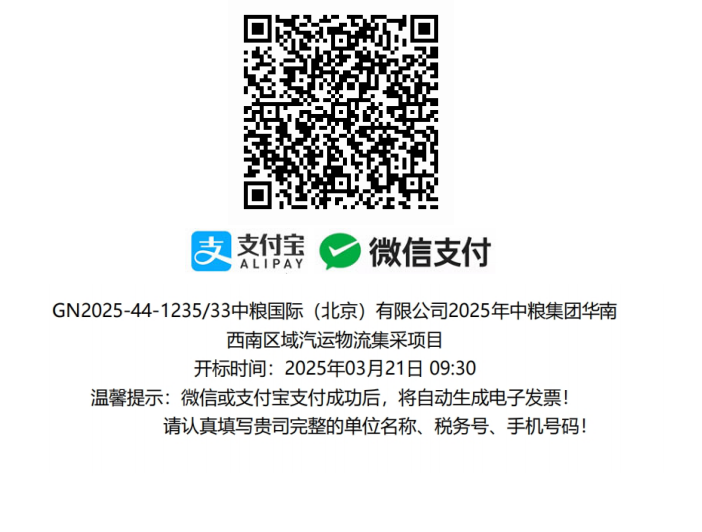 支付宝
ALIPAY
微信支付
GN2025-44-1235/33中粮国际（北京）有限公司2025年中粮集团华南
西南区域汽运物流集采项目
开标时间：2025年03月21日 09:30
温馨提示：微信或支付宝支付成功后，将自动生成电子发票！
请认真填写贵司完整的单位名称、税务号、手机号码！